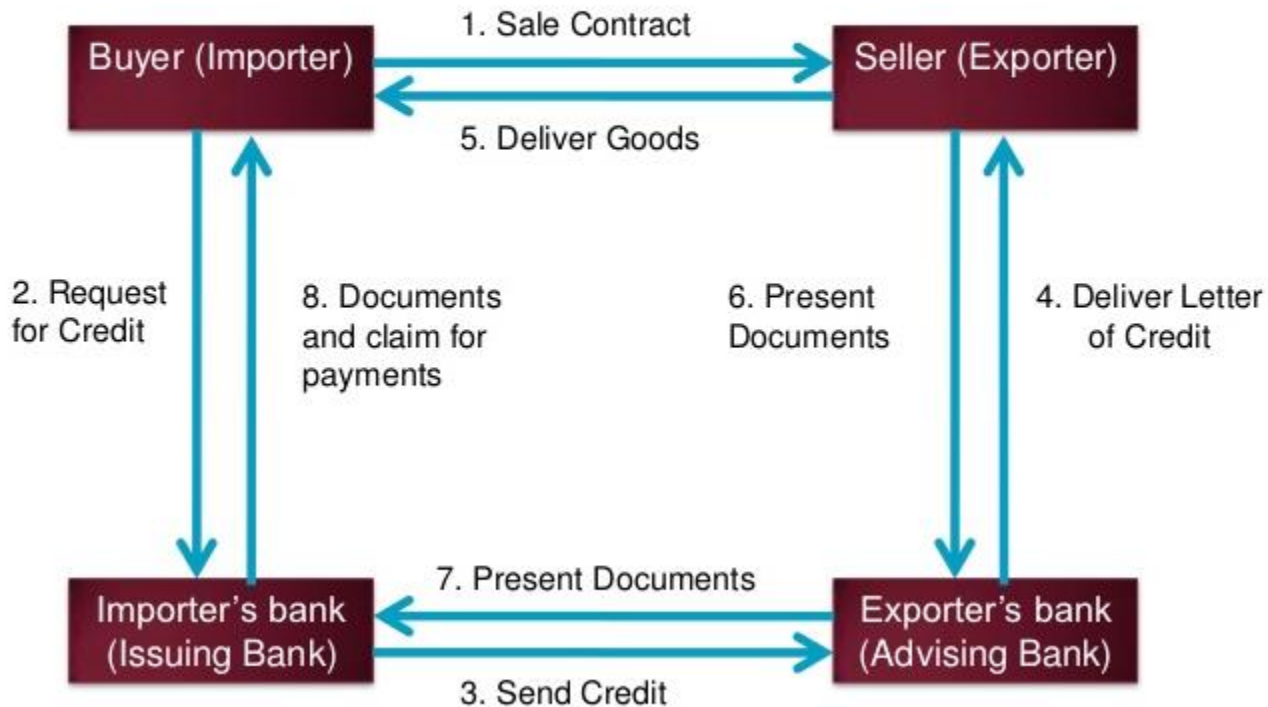 1. Sale Contract
Buyer (Importer)
Seller (Exporter)
5. Deliver Goods
2. Request
for Credit
8. Documents
and claim for
payments
6. Present
Documents
4. Deliver Letter
of Credit
7. Present Documents
Importer's bank
(Issuing Bank)
Exporter's bank
(Advising Bank)
3. Send Credit